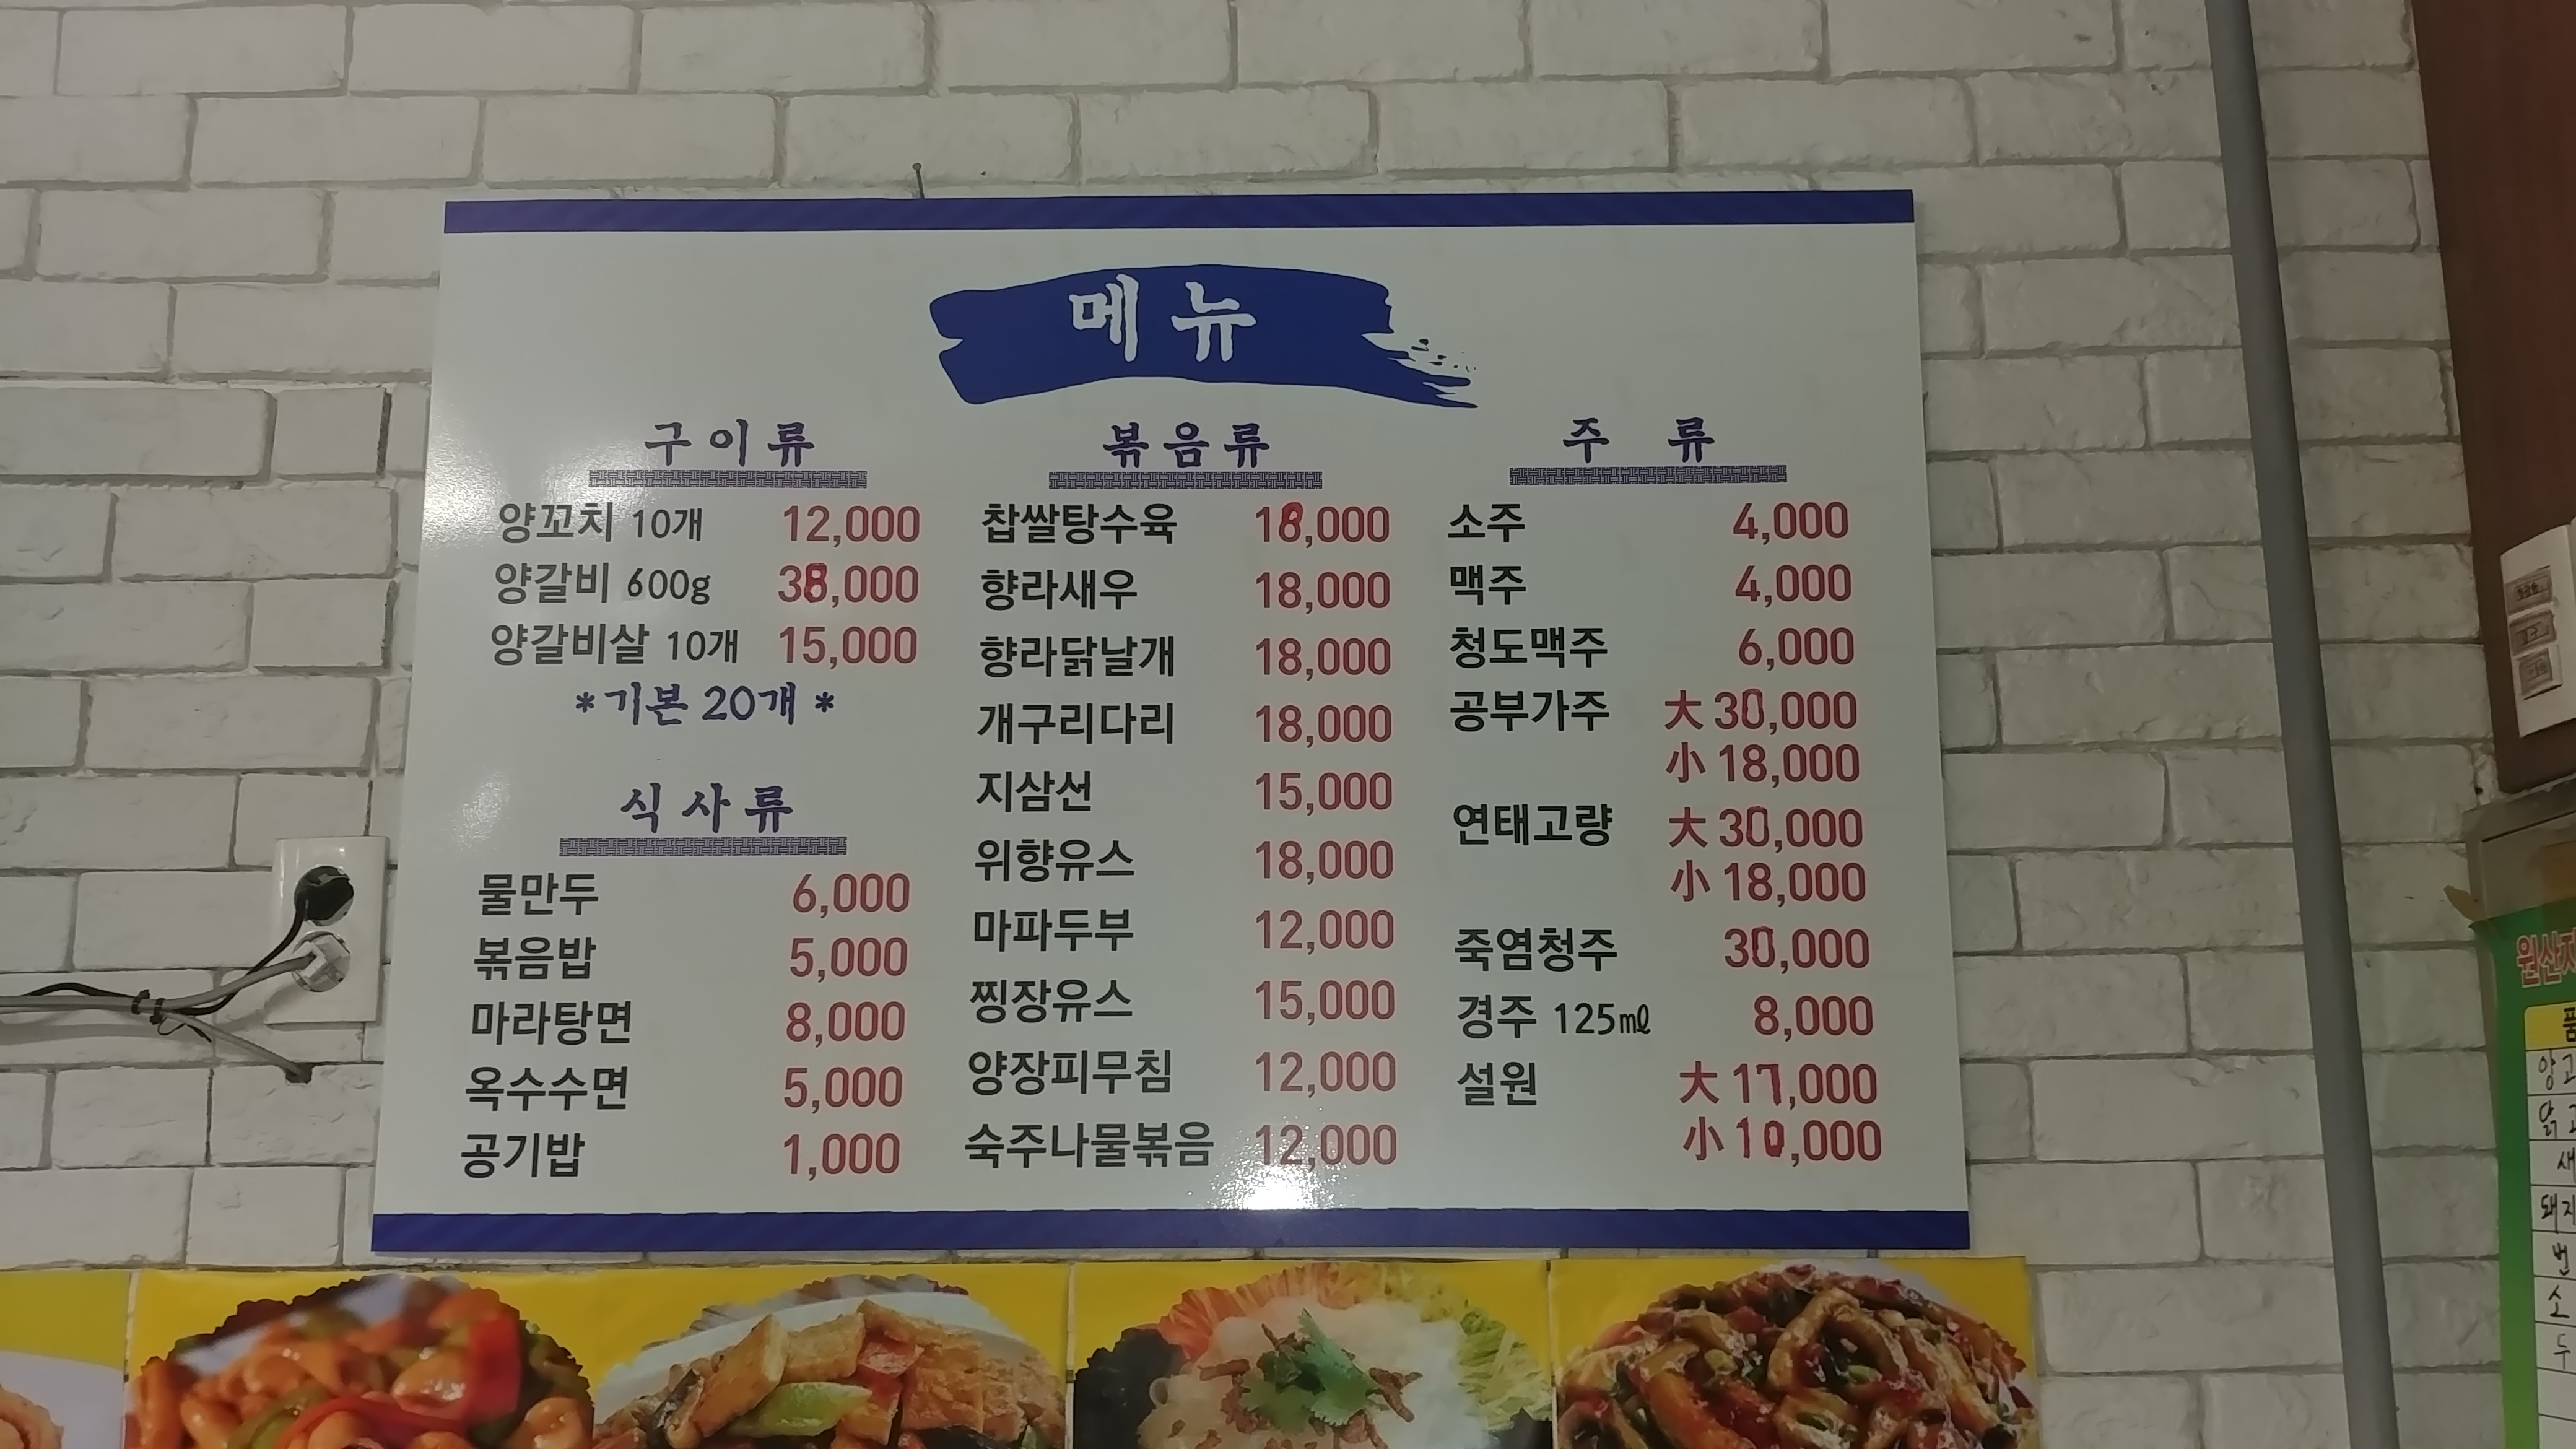 메뉴
구이류
양꼬치 10개 12,000
양갈비 600g 38,000
양갈비살 10개 15,000
*기본 20개*
식사류
물만두 6,000
볶음밥 5,000
마라탕면 8,000
옥수수면 5,000
공기밥 1,000
볶음류
찹쌀탕수육 18,000
향라새우 18,000
향라닭날개 18,000
개구리다리 18,000
지삼선 15,000
위향유스 18,000
마파두부 12,000
찡장유스 15,000
양장피무침 12,000
숙주나물볶음 12,000
주 류
소주 4,000
맥주 4,000
청도맥주 6,000
공부가주 大 30,000
小 18,000
연태고량 大 30,000
小 18,000
죽염청주 30,000
경주 125㎖ 8,000
설원 大 17,000
小 10,000